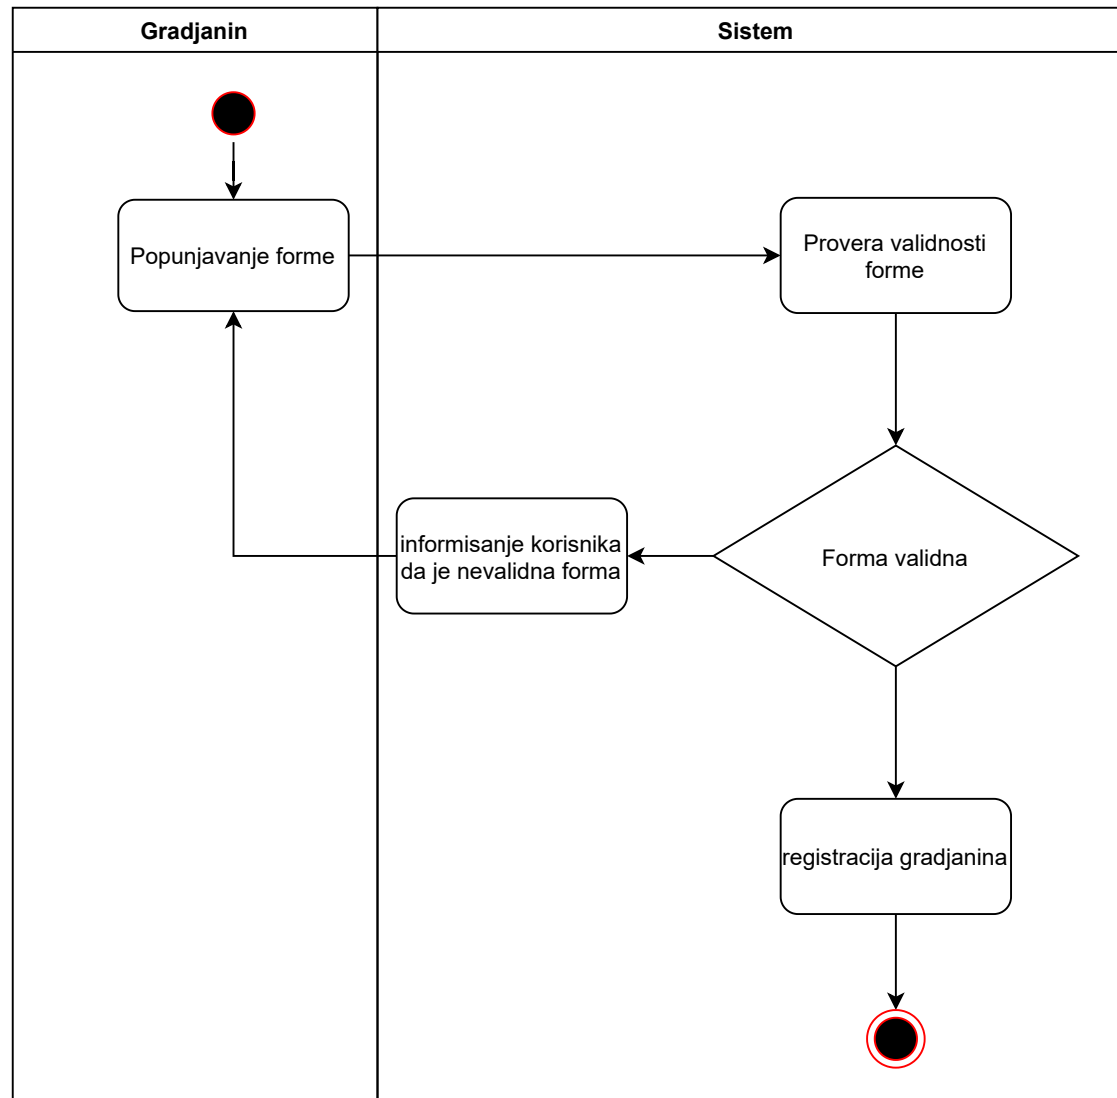 Gradjanin
Sistem
Popunjavanje forme
Provera validnosti
forme
informisanje korisnika
da je nevalidna forma
Forma validna
registracija gradjanina